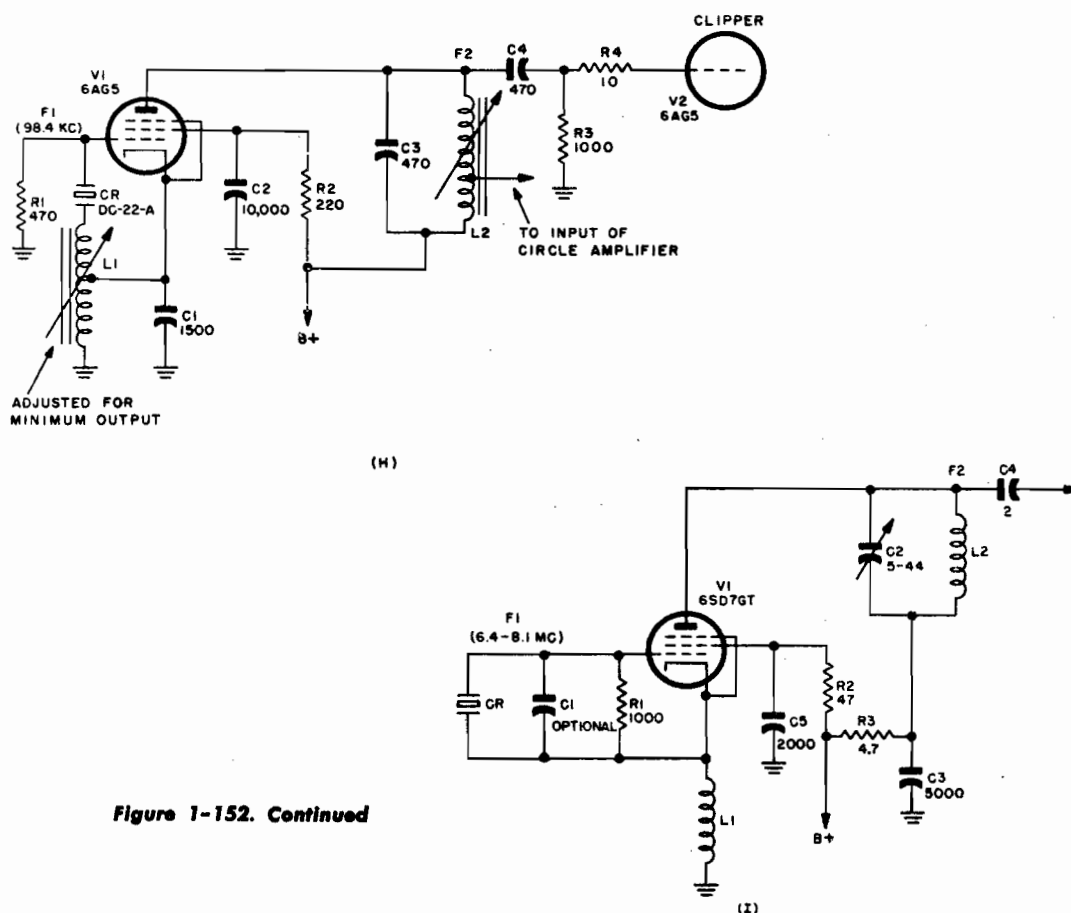 CLIPPER
V1
6AG5
F2
C4
470
R4
10
V2
6AG5
F1
(98.4 KC)
R1
470
CR
DC-22-A
L1
C2
10,000
R2
220
C3
470
R3
1000
L2
TO INPUT OF
CIRCLE AMPLIFIER
C1
1500
B+
ADJUSTED FOR
MINIMUM OUTPUT
(H)
F2
C4
2
C2
5-44
L2
V1
6SD7GT
F1
(6.4-8.1 MC)
CR
C1
OPTIONAL
R1
1000
C5
2000
R2
47
R3
4.7
C3
5000
L1
B+
Figure 1-152. Continued
(I)